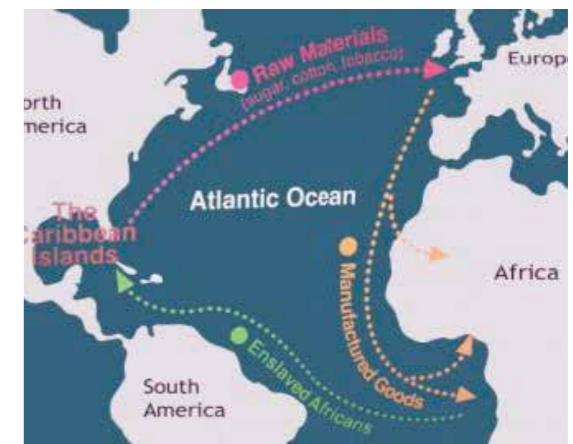 Raw Materials
(sugar, cotton, tobacco)
Europ
orth
merica
Atlantic Ocean
The
Caribbean
Islands
Africa
Manufactured Goods
Enslaved Africans
South
America